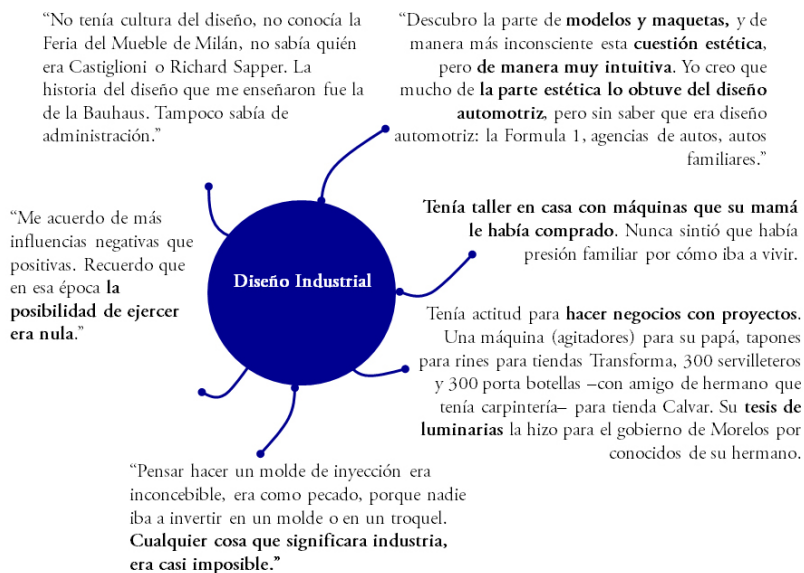 “No tenía cultura del diseño, no conocía la
Feria del Mueble de Milán, no sabía quién
era Castiglioni o Richard Sapper. La
historia del diseño que me enseñaron fue la
de la Bauhaus. Tampoco sabía de
administración.”
“Descubro la parte de modelos y maquetas, y de
manera más inconsciente esta cuestión estética,
pero de manera muy intuitiva. Yo creo que
mucho de la parte estética lo obtuve del diseño
automotriz, pero sin saber que era diseño
automotriz: la Formula 1, agencias de autos, autos
familiares.”
“Me acuerdo de más
influencias negativas que
positivas. Recuerdo que
en esa época la
posibilidad de ejercer
era nula.”
Diseño Industrial
Tenía taller en casa con máquinas que su mamá
le había comprado. Nunca sintió que había
presión familiar por cómo iba a vivir.
Tenía actitud para hacer negocios con proyectos.
Una máquina (agitadores) para su papá, tapones
para rines para tiendas Transforma, 300 servilleteros
y 300 porta botellas –con amigo de hermano que
tenía carpintería– para tienda Calvar. Su tesis de
luminarias la hizo para el gobierno de Morelos por
conocidos de su hermano.
“Pensar hacer un molde de inyección era
inconcebible, era como pecado, porque nadie
iba a invertir en un molde o en un troquel.
Cualquier cosa que significara industria,
era casi imposible.”